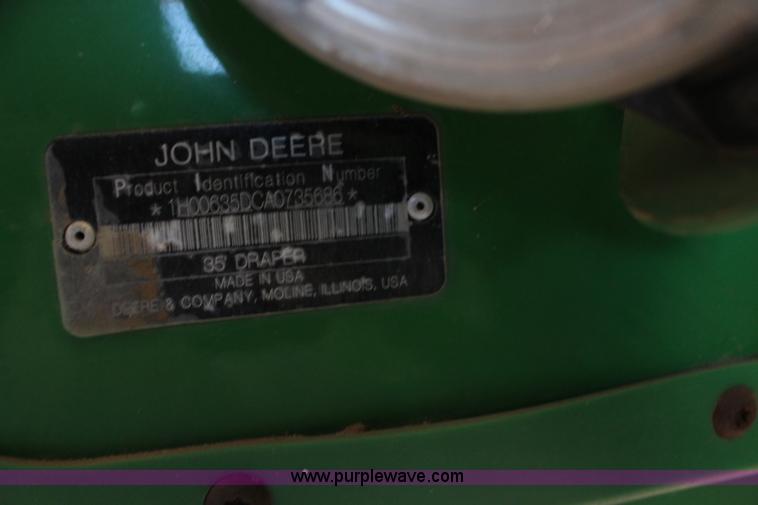 JOHN DEERE
Product Identification Number
*1H00635DCA0735686*
35' DRAPER
MADE IN USA
DEERE & COMPANY, MOLINE, ILLINOIS, USA
www.purplewave.com